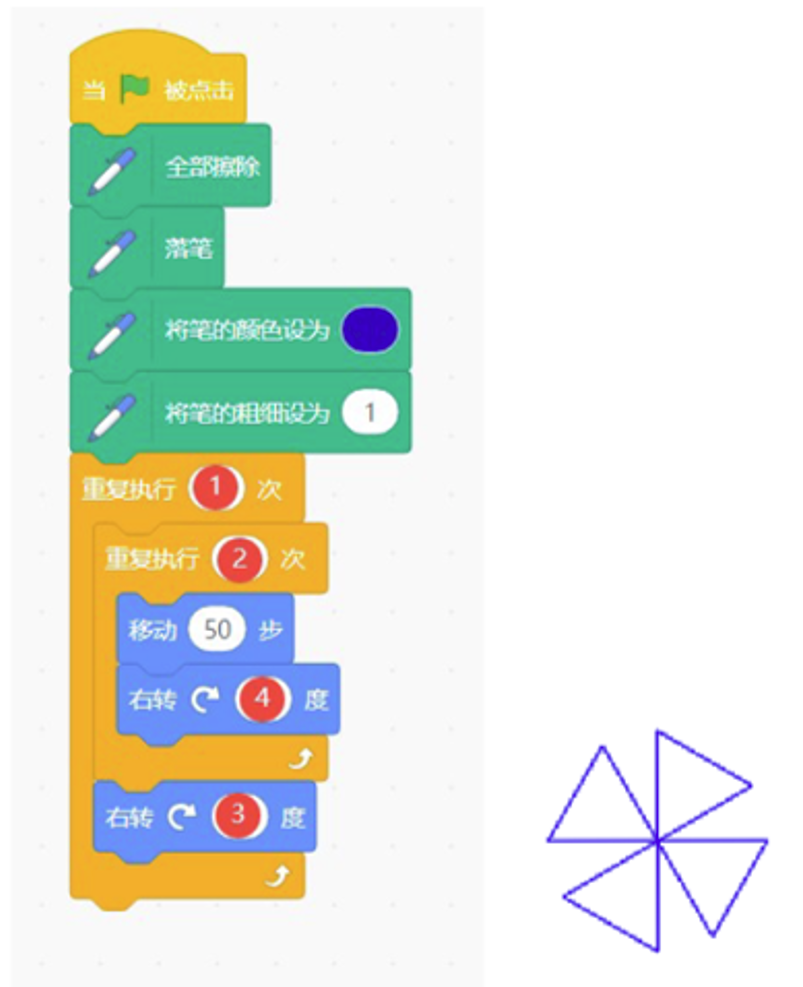 当 被点击
全部擦除
落笔
将笔的颜色设为
将笔的粗细设为 1
重复执行 1 次
重复执行 2 次
移动 50 步
右转 4 度
右转 3 度